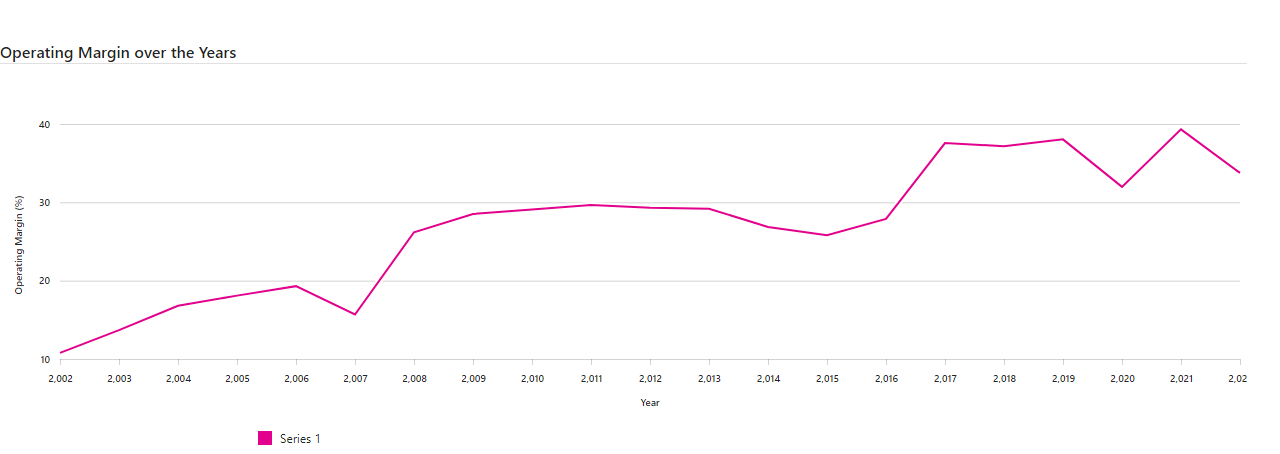 Operating Margin over the Years
40
30
20
10
Operating Margin (%)
2,002 2,003 2,004 2,005 2,006 2,007 2,008 2,009 2,010 2,011 2,012 2,013 2,014 2,015 2,016 2,017 2,018 2,019 2,020 2,021 2,02
Year
Series 1